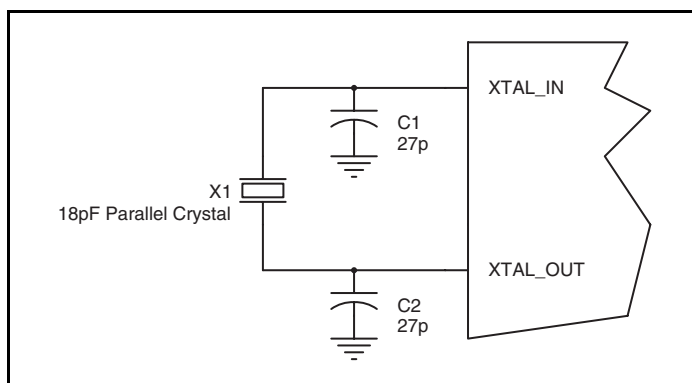 XTAL_IN
C1
27p
X1
18pF Parallel Crystal
XTAL_OUT
C2
27p